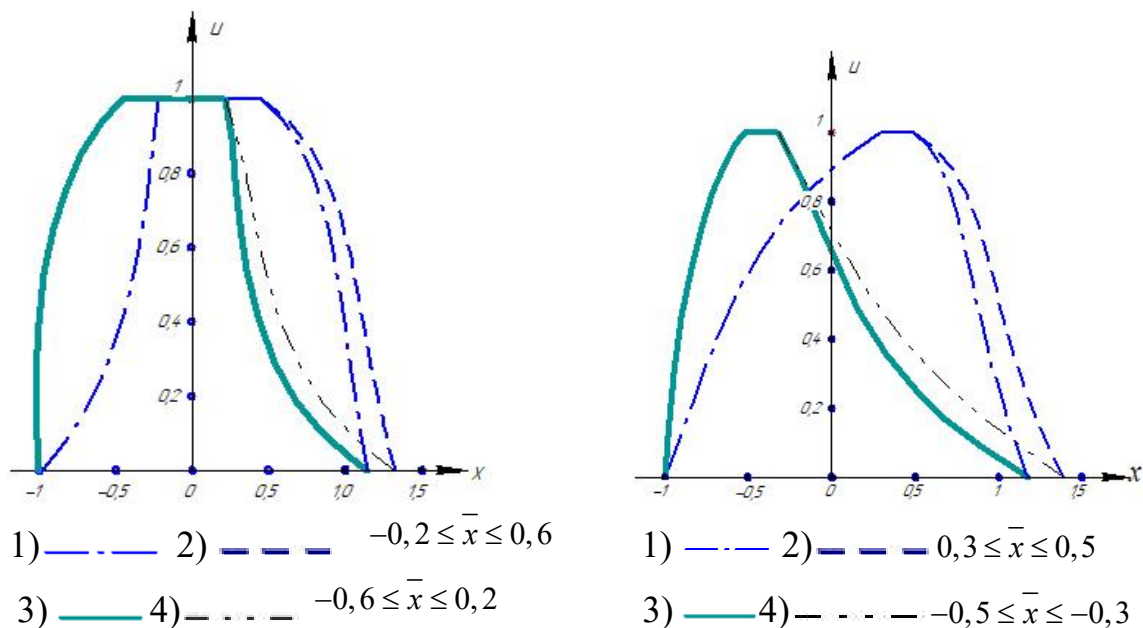 u
1
0,8
0,6
0,4
0,2
−1 −0,5 0 0,5 1,0 1,5 x
1) 2) −0,2 ≤ x̅ ≤ 0,6
3) 4) −0,6 ≤ x̅ ≤ 0,2
u
1
0,8
0,6
0,4
0,2
−1 −0,5 0 0,5 1 1,5 x
1) 2) 0,3 ≤ x̅ ≤ 0,5
3) 4) −0,5 ≤ x̅ ≤ −0,3